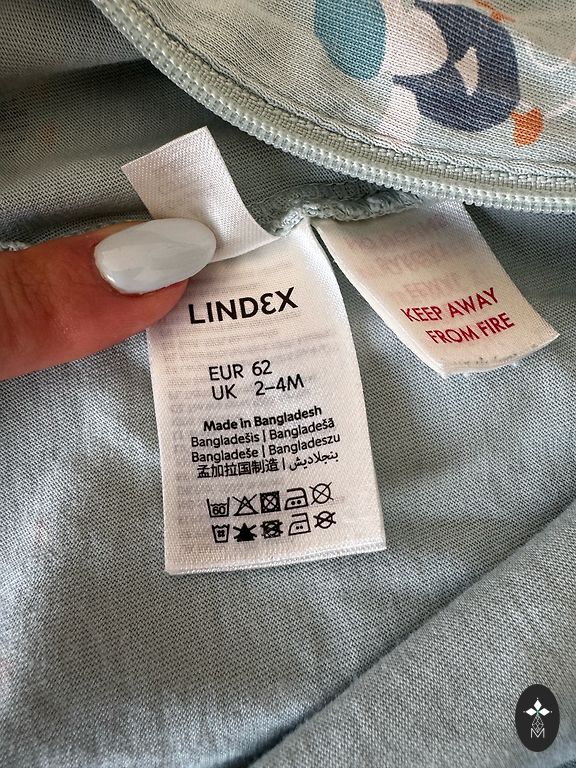 LINDEX
EUR 62
UK 2–4M
Made in Bangladesh
Bangladešis | Bangladešā
Bangladeše | Bangladeszu
孟加拉国制造 | بنجلاديش
80
KEEP AWAY
FROM FIRE
M